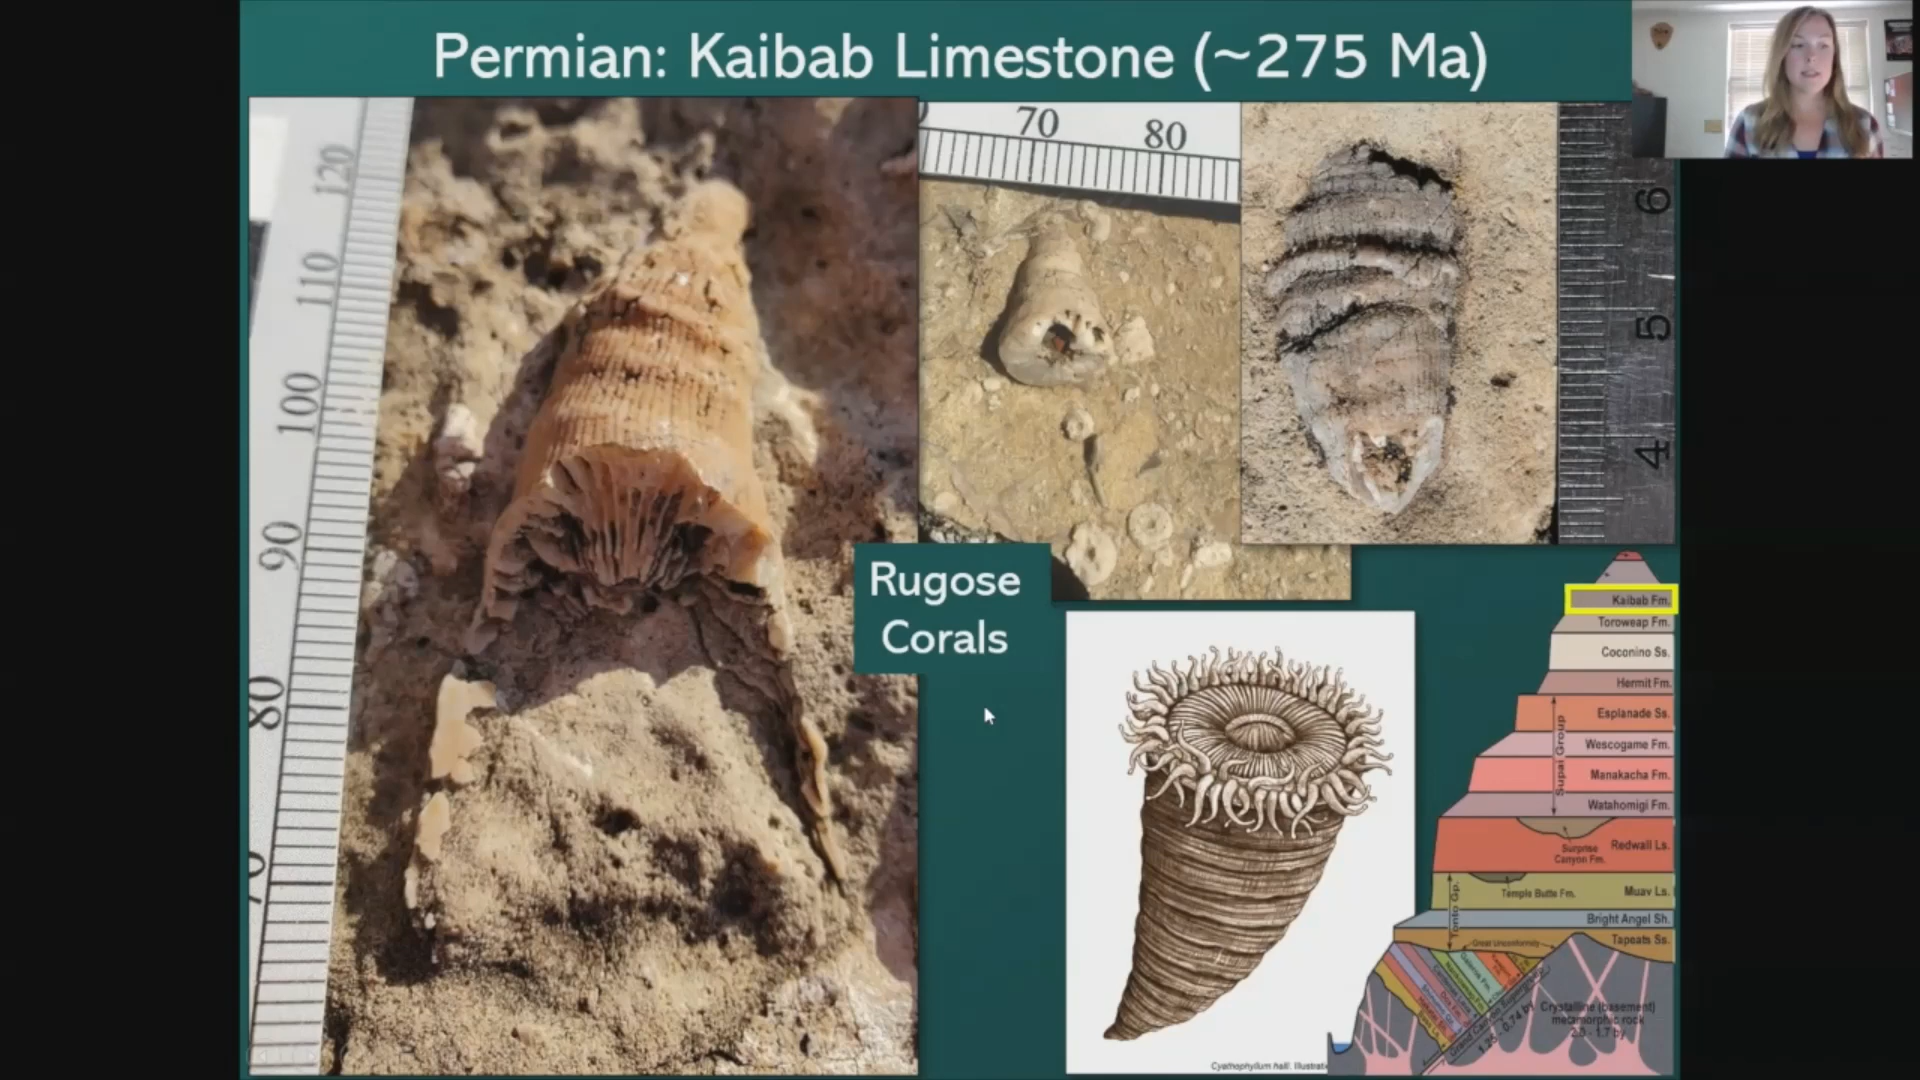 Permian: Kaibab Limestone (~275 Ma)
120
110
100
90
80
70
80
6
5
4
Rugose
Corals
Kaibab Fm.
Toroweap Fm.
Coconino Ss.
Hermit Fm.
Esplanade Ss.
Supai Group
Wescogame Fm.
Manakacha Fm.
Watahomigi Fm.
Redwall Ls.
Surprise
Canyon Fm.
Temple Butte Fm.
Muav Ls.
Tonto Gp.
Bright Angel Sh.
Tapeats Ss.
Great Unconformity
Crystalline (basement)
metamorphic rock
Cyathophyllum halli. Illustrati